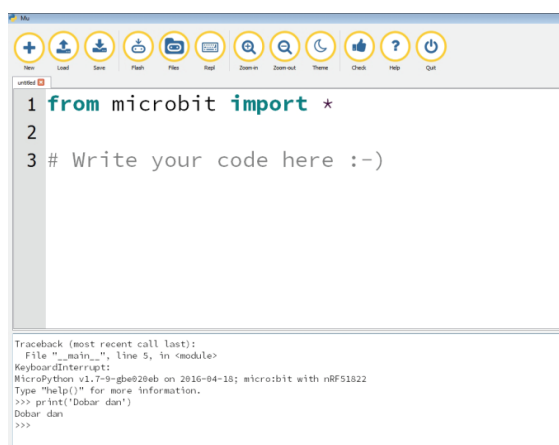 Mu
New Load Save Flash Files Repl Zoom-in Zoom-out Theme Check Help Quit
untitled
1 from microbit import *
2
3 # Write your code here :-)
Traceback (most recent call last):
  File "__main__", line 5, in <module>
KeyboardInterrupt:
MicroPython v1.7-9-gbe020eb on 2016-04-18; micro:bit with nRF51822
Type "help()" for more information.
>>> print('Dobar dan')
Dobar dan
>>>